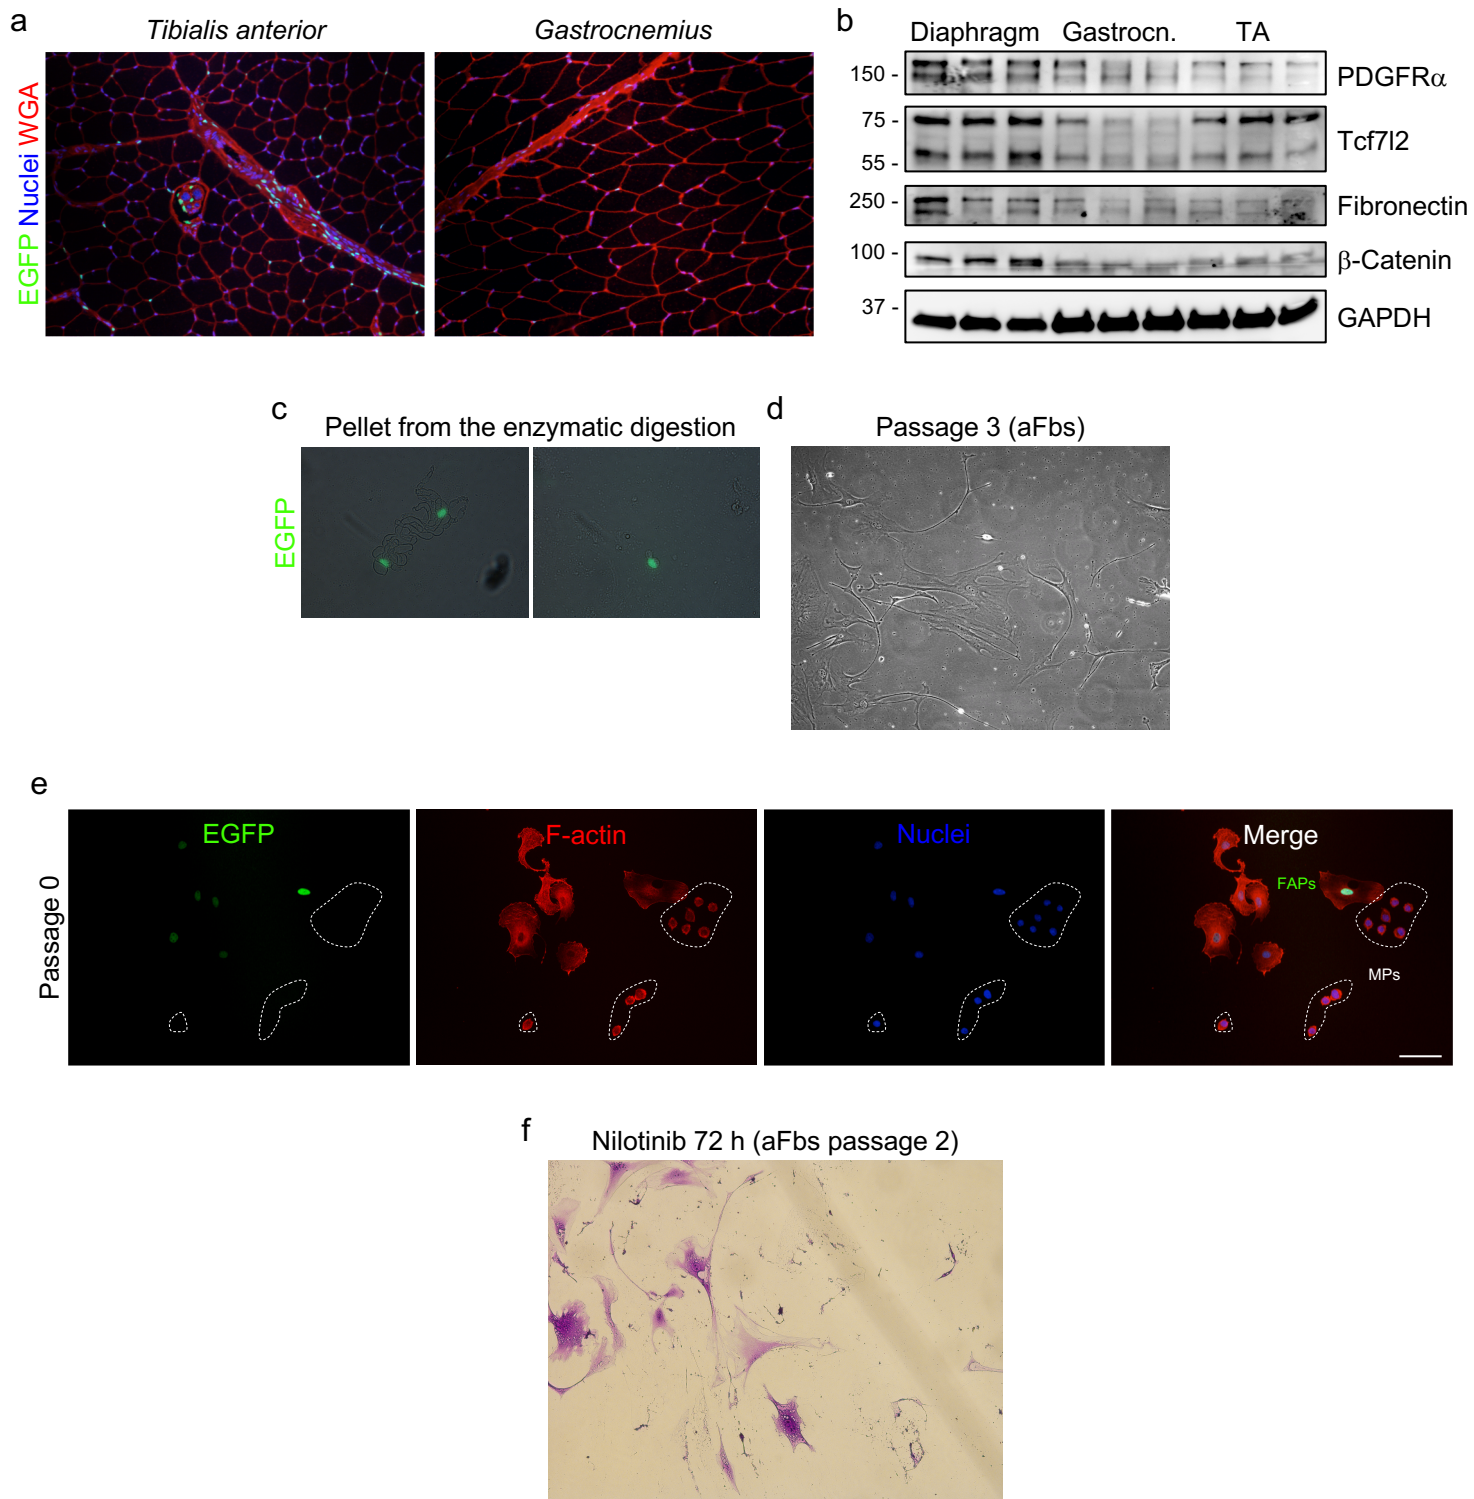 a
Tibialis anterior
Gastrocnemius
EGFP Nuclei WGA
b
Diaphragm Gastrocn. TA
150 -
PDGFRα
75 -
55 -
Tcf7l2
250 -
Fibronectin
100 -
β-Catenin
37 -
GAPDH
c
Pellet from the enzymatic digestion
EGFP
d
Passage 3 (aFbs)
e
Passage 0
EGFP
F-actin
Nuclei
Merge
FAPs
MPs
f
Nilotinib 72 h (aFbs passage 2)